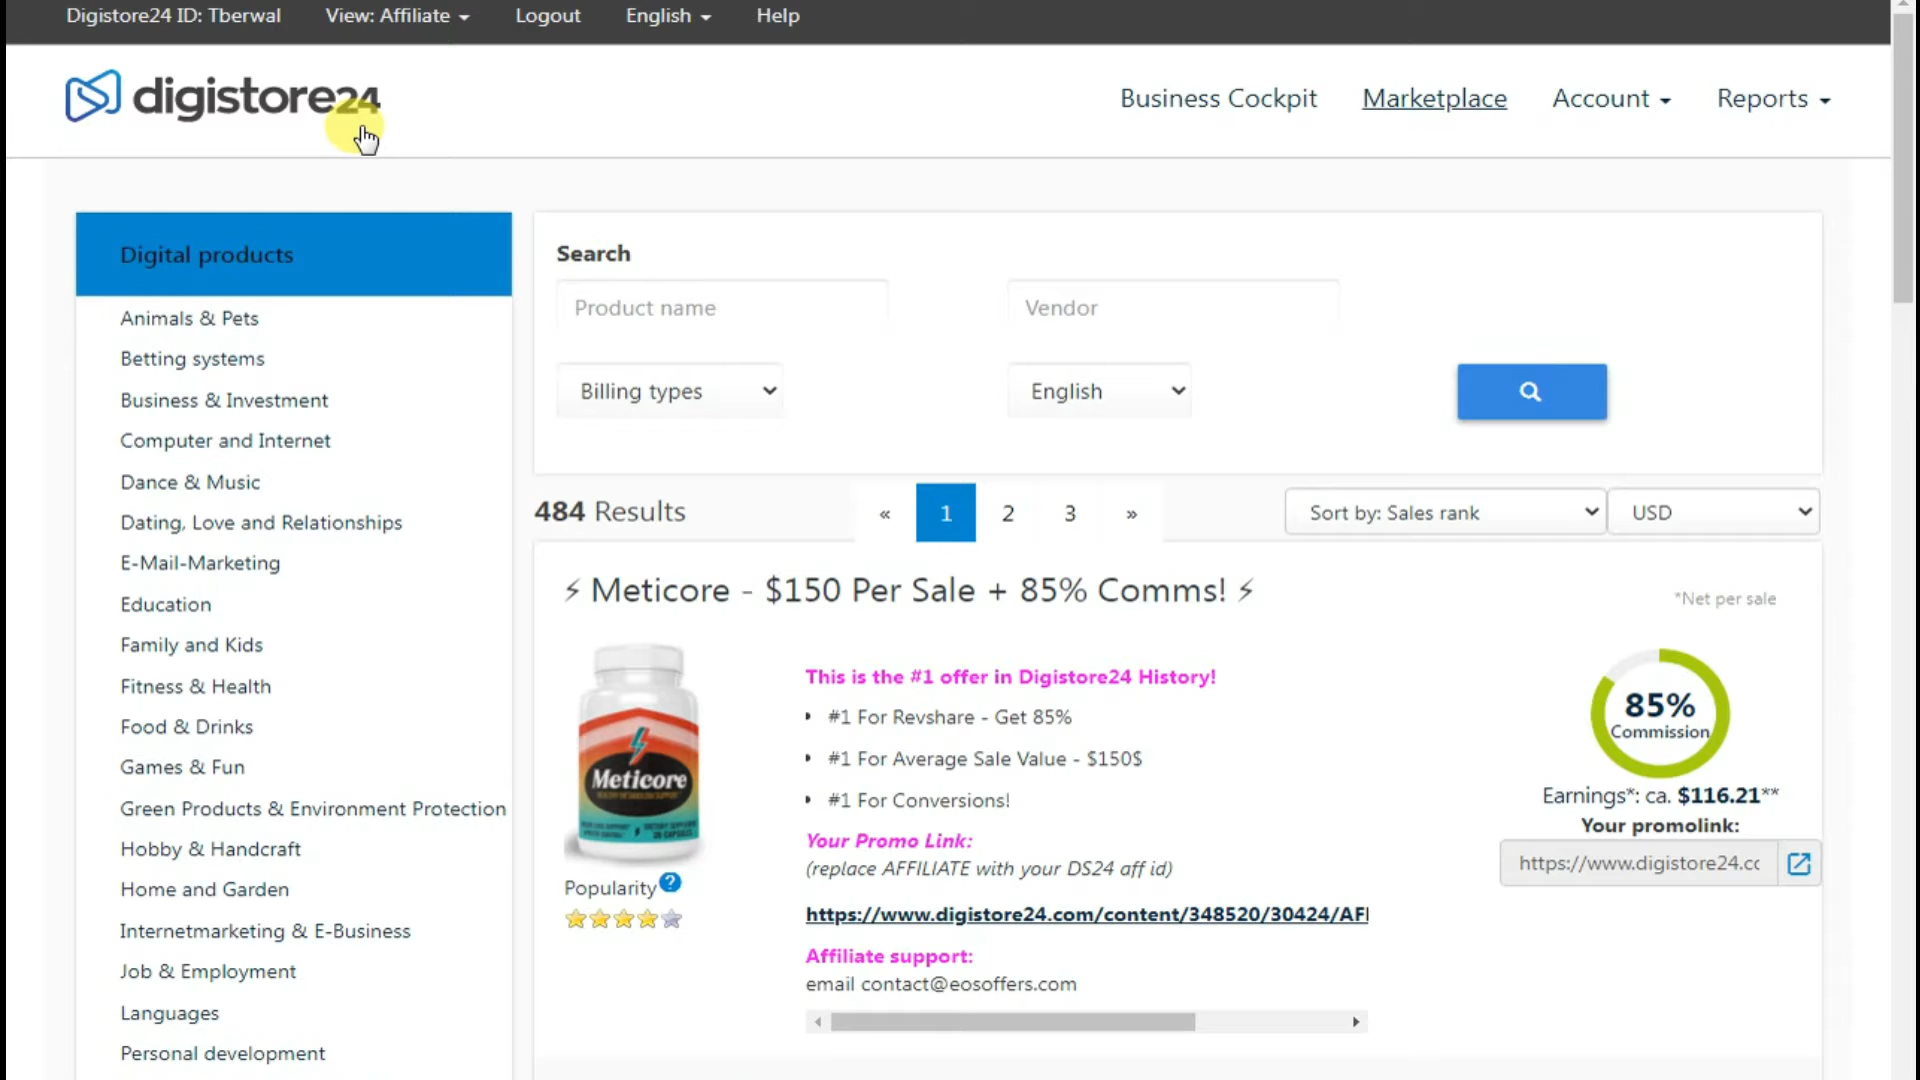 Digistore24 ID: Tberwal View: Affiliate Logout English Help
digistore24
Business Cockpit Marketplace Account Reports
Digital products
Animals & Pets
Betting systems
Business & Investment
Computer and Internet
Dance & Music
Dating, Love and Relationships
E-Mail-Marketing
Education
Family and Kids
Fitness & Health
Food & Drinks
Games & Fun
Green Products & Environment Protection
Hobby & Handcraft
Home and Garden
Internetmarketing & E-Business
Job & Employment
Languages
Personal development
Search
Product name Vendor
Billing types English
484 Results « 1 2 3 » Sort by: Sales rank USD
⚡ Meticore - $150 Per Sale + 85% Comms! ⚡
*Net per sale
Meticore
Popularity ?
This is the #1 offer in Digistore24 History!
#1 For Revshare - Get 85%
#1 For Average Sale Value - $150$
#1 For Conversions!
Your Promo Link:
(replace AFFILIATE with your DS24 aff id)
https://www.digistore24.com/content/348520/30424/AF
Affiliate support:
email contact@eosoffers.com
85%
Commission
Earnings*: ca. $116.21**
Your promolink:
https://www.digistore24.cc